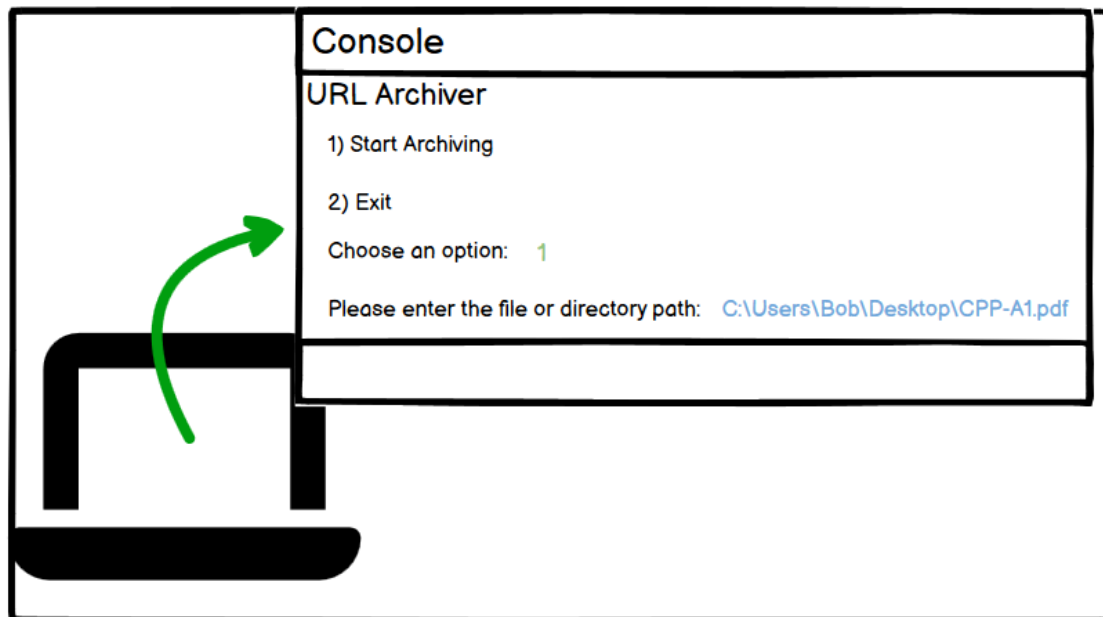 Console
URL Archiver
1) Start Archiving
2) Exit
Choose an option: 1
Please enter the file or directory path: C:\Users\Bob\Desktop\CPP-A1.pdf